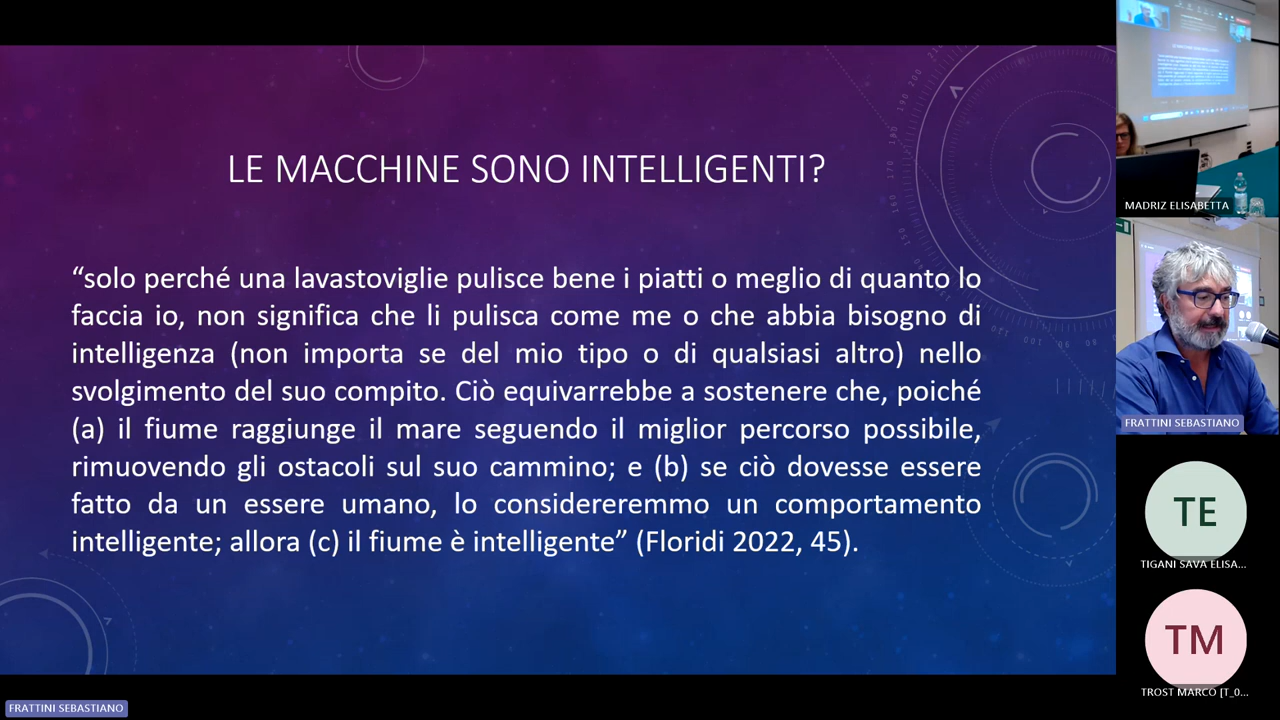 LE MACCHINE SONO INTELLIGENTI?
“solo perché una lavastoviglie pulisce bene i piatti o meglio di quanto lo
faccia io, non significa che li pulisca come me o che abbia bisogno di
intelligenza (non importa se del mio tipo o di qualsiasi altro) nello
svolgimento del suo compito. Ciò equivarrebbe a sostenere che, poiché
(a) il fiume raggiunge il mare seguendo il miglior percorso possibile,
rimuovendo gli ostacoli sul suo cammino; e (b) se ciò dovesse essere
fatto da un essere umano, lo considereremmo un comportamento
intelligente; allora (c) il fiume è intelligente” (Floridi 2022, 45).
FRATTINI SEBASTIANO
MADRIZ ELISABETTA
FRATTINI SEBASTIANO
TE
TIGANI SAVA ELISA...
TM
TROST MARCO [T_0...